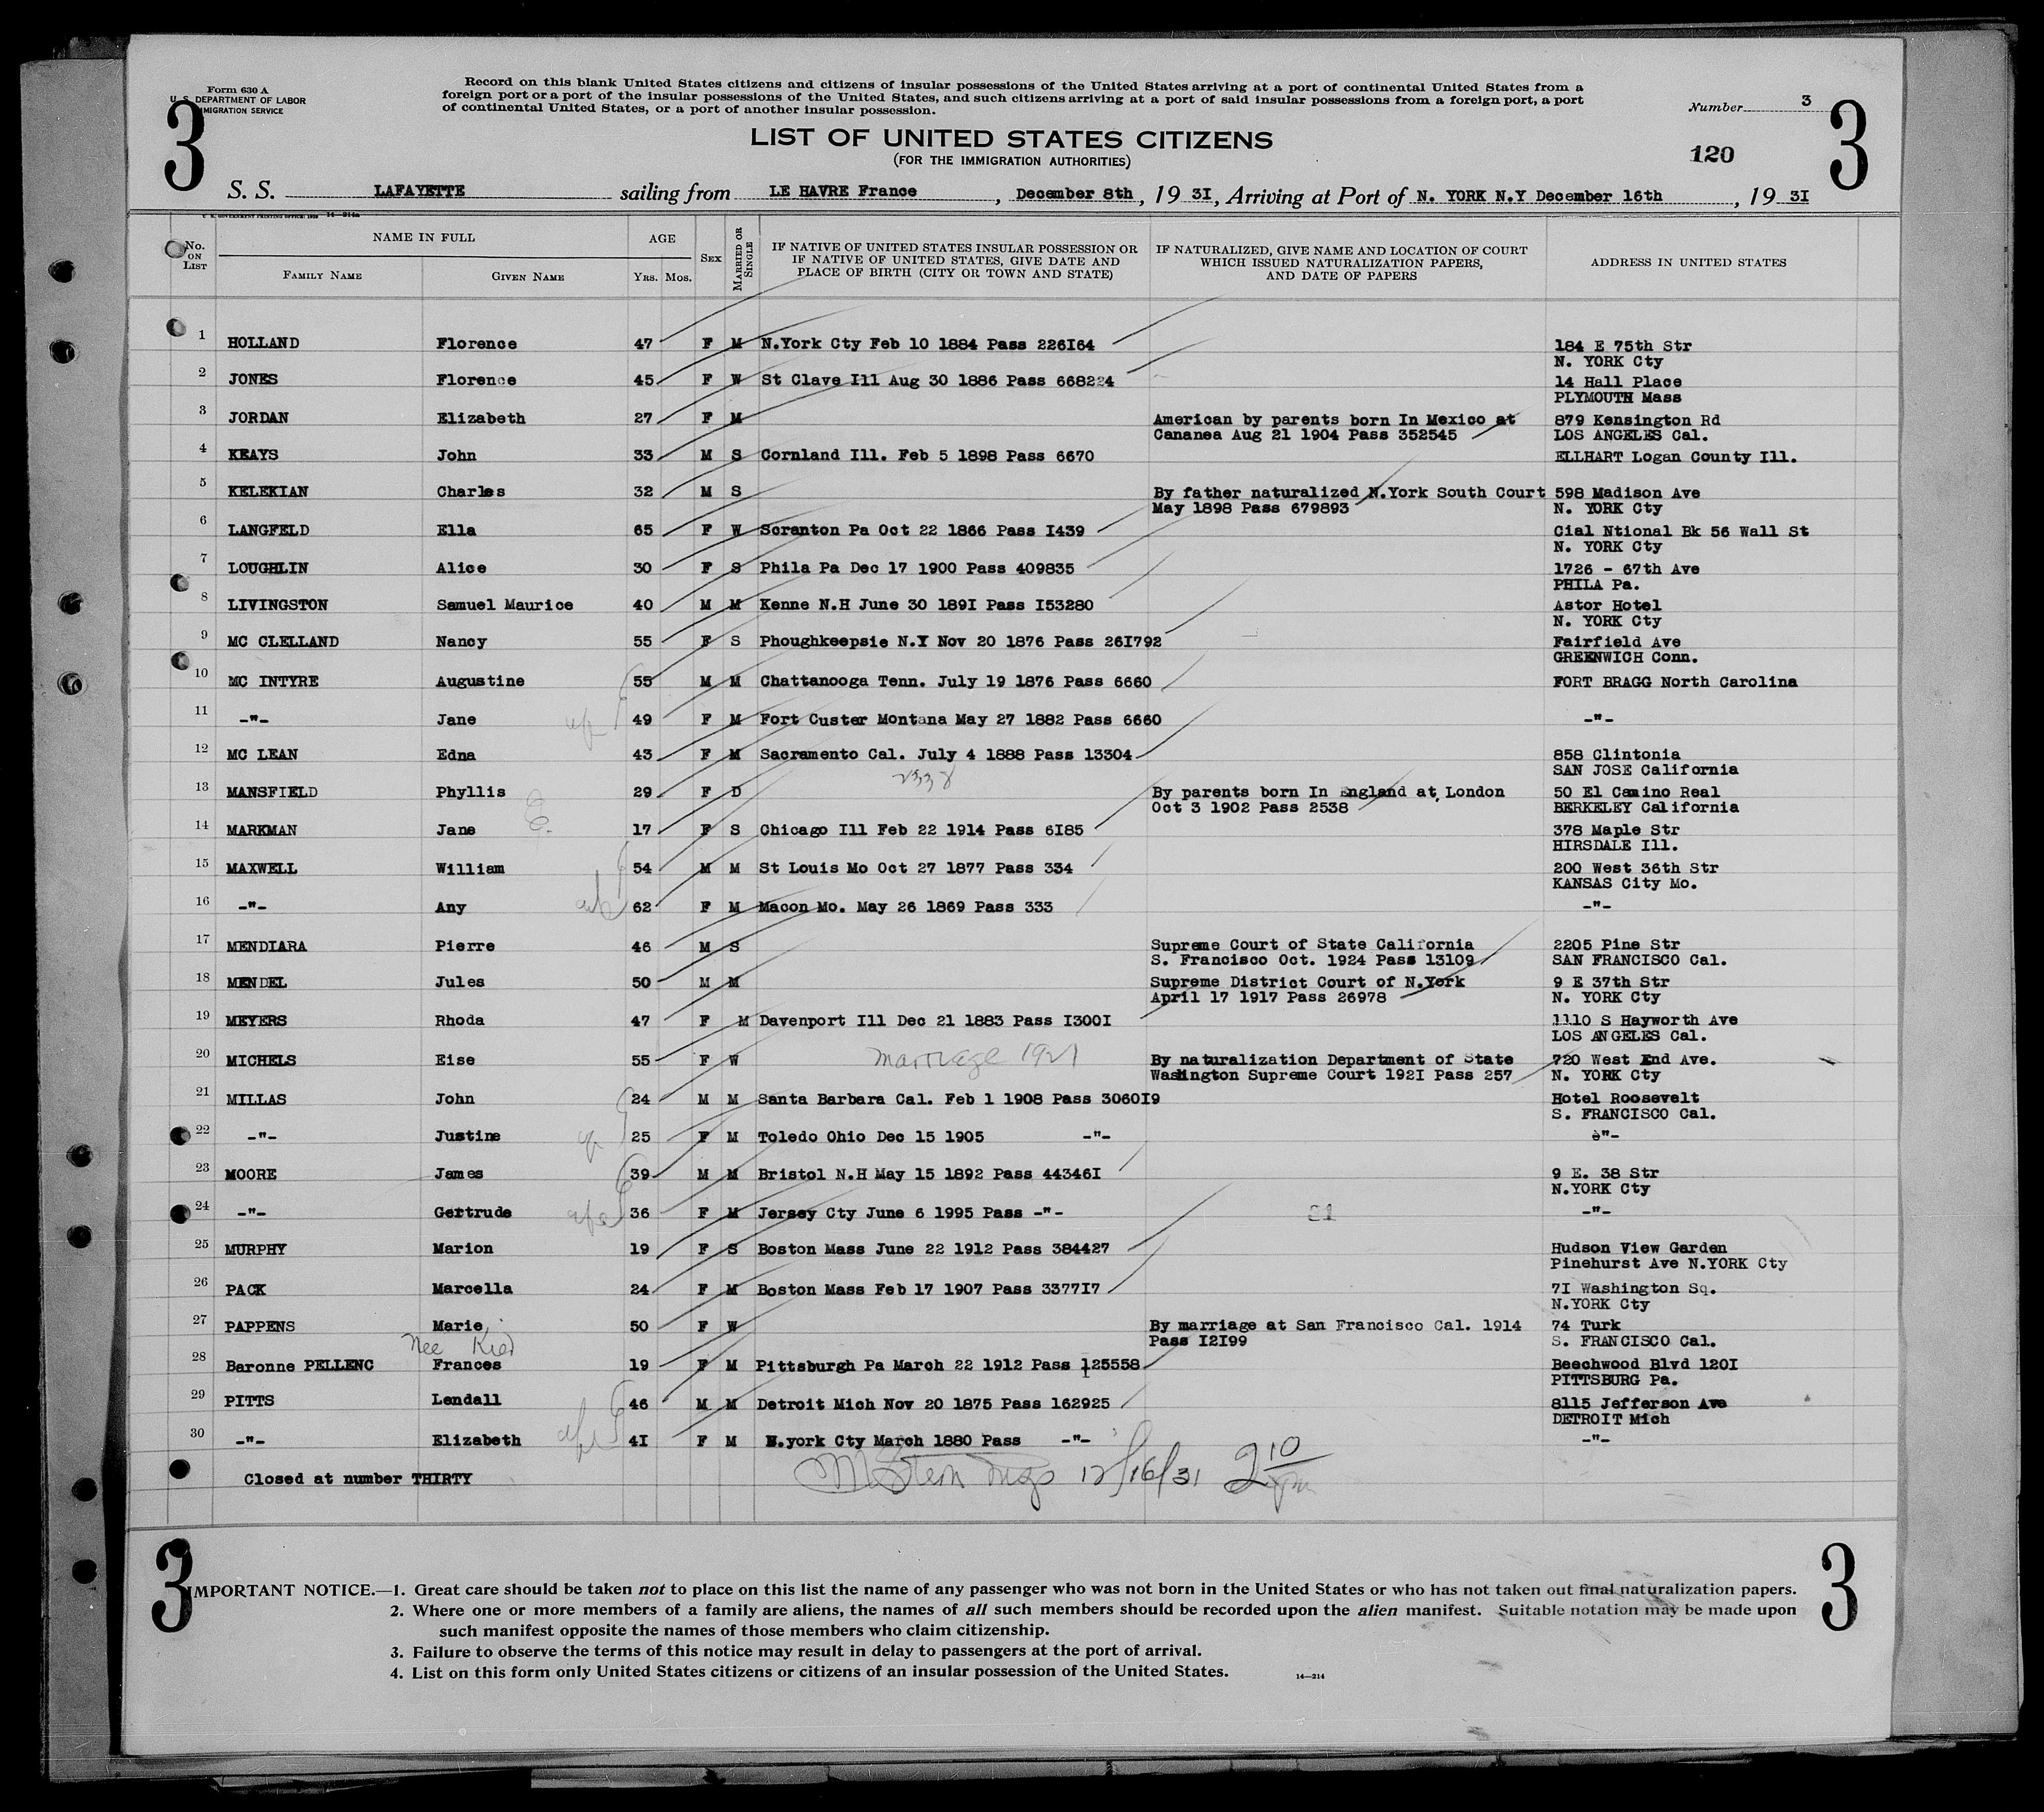 Form 630 A
U. S. DEPARTMENT OF LABOR
IMMIGRATION SERVICE
3
Record on this blank United States citizens and citizens of insular possessions of the United States arriving at a port of continental United States from a
foreign port or a port of the insular possessions of the United States, and such citizens arriving at a port of said insular possessions from a foreign port, a port
of continental United States, or a port of another insular possession.
Number 3
3
LIST OF UNITED STATES CITIZENS
(FOR THE IMMIGRATION AUTHORITIES)
120
S. S. LAFAYETTE sailing from LE HAVRE France, December 8th, 19 3I, Arriving at Port of N. YORK N.Y December 16th, 19 3I
No. ON LIST
NAME IN FULL
FAMILY NAME
GIVEN NAME
AGE
YRS. MOS.
SEX
MARRIED OR SINGLE
IF NATIVE OF UNITED STATES INSULAR POSSESSION OR
IF NATIVE OF UNITED STATES, GIVE DATE AND
PLACE OF BIRTH (CITY OR TOWN AND STATE)
IF NATURALIZED, GIVE NAME AND LOCATION OF COURT
WHICH ISSUED NATURALIZATION PAPERS,
AND DATE OF PAPERS
ADDRESS IN UNITED STATES
1 HOLLAND Florence 47 F M N.York Cty Feb 10 1884 Pass 226I64 184 E 75th Str
N. YORK Cty
2 JONES Florence 45 F W St Clave Ill Aug 30 1886 Pass 668224 14 Hall Place
PLYMOUTH Mass
3 JORDAN Elizabeth 27 F M American by parents born In Mexico at 879 Kensington Rd
Cananea Aug 21 1904 Pass 352545 LOS ANGELES Cal.
4 KEAYS John 33 M S Cornland Ill. Feb 5 1898 Pass 6670 ELLHART Logan County Ill.
5 KELEKIAN Charles 32 M S By father naturalized N.York South Court 598 Madison Ave
May 1898 Pass 679893 N. YORK Cty
6 LANGFELD Ella 65 F W Scranton Pa Oct 22 1866 Pass I439 Cial Ntional Bk 56 Wall St
N. YORK Cty
7 LOUGHLIN Alice 30 F S Phila Pa Dec 17 1900 Pass 409835 1726 - 67th Ave
PHILA Pa.
8 LIVINGSTON Samuel Maurice 40 M M Kenne N.H June 30 189I Pass I53280 Astor Hotel
N. YORK Cty
9 MC CLELLAND Nancy 55 F S Phoughkeepsie N.Y Nov 20 1876 Pass 26I792 Fairfield Ave
GREENWICH Conn.
10 MC INTYRE Augustine 55 M M Chattanooga Tenn. July 19 1876 Pass 6660 FORT BRAGG North Carolina
11 -"- Jane 49 F M Fort Custer Montana May 27 1882 Pass 6660 -"-
12 MC LEAN Edna 43 F M Sacramento Cal. July 4 1888 Pass 13304 858 Clintonia
SAN JOSE California
13 MANSFIELD Phyllis 29 F D By parents born In England at, London 50 El Camino Real
Oct 3 1902 Pass 2538 BERKELEY California
14 MARKMAN Jane 17 F S Chicago Ill Feb 22 1914 Pass 6I85 378 Maple Str
HIRSDALE Ill.
15 MAXWELL William 54 M M St Louis Mo Oct 27 1877 Pass 334 200 West 36th Str
KANSAS City Mo.
16 -"- Any 62 F M Macon Mo. May 26 1869 Pass 333 -"-
17 MENDIARA Pierre 46 M S Supreme Court of State California 2205 Pine Str
S. Francisco Oct. 1924 Pass 13109 SAN FRANCISCO Cal.
18 MENDEL Jules 50 M M Supreme District Court of N.York 9 E 37th Str
April 17 1917 Pass 26978 N. YORK Cty
19 MEYERS Rhoda 47 F M Davenport Ill Dec 21 1883 Pass I300I 1110 S Hayworth Ave
LOS ANGELES Cal.
20 MICHELS Eise 55 F W marriage 1921 By naturalization Department of State 720 West End Ave.
Washington Supreme Court 192I Pass 257 N. YORK Cty
21 MILLAS John 24 M M Santa Barbara Cal. Feb 1 1908 Pass 3060I9 Hotel Roosevelt
S. FRANCISCO Cal.
22 -"- Justine 25 F M Toledo Ohio Dec 15 1905 -"- -"-
23 MOORE James 39 M M Bristol N.H May 15 1892 Pass 44346I 9 E. 38 Str
N.YORK Cty
24 -"- Gertrude 36 F M Jersey Cty June 6 1995 Pass -"- -"-
25 MURPHY Marion 19 F S Boston Mass June 22 1912 Pass 384427 Hudson View Garden
Pinehurst Ave N.YORK Cty
26 PACK Marcella 24 F M Boston Mass Feb 17 1907 Pass 3377I7 7I Washington Sq.
N.YORK Cty
27 PAPPENS Marie 50 F W By marriage at San Francisco Cal. 1914 74 Turk
Pass I2I99 S. FRANCISCO Cal.
Nee
28 Baronne PELLENC Frances 19 F M Pittsburgh Pa March 22 1912 Pass 125558 Beechwood Blvd 120I
PITTSBURG Pa.
29 PITTS Lendall 46 M M Detroit Mich Nov 20 1875 Pass 162925 8115 Jefferson Ave
DETROIT Mich
30 -"- Elizabeth 4I F M N.york Cty March 1880 Pass -"- -"-
Closed at number THIRTY
12/16/31 2 10 pm
3
3
IMPORTANT NOTICE.—1. Great care should be taken not to place on this list the name of any passenger who was not born in the United States or who has not taken out final naturalization papers.
2. Where one or more members of a family are aliens, the names of all such members should be recorded upon the alien manifest. Suitable notation may be made upon
such manifest opposite the names of those members who claim citizenship.
3. Failure to observe the terms of this notice may result in delay to passengers at the port of arrival.
4. List on this form only United States citizens or citizens of an insular possession of the United States.
14—214